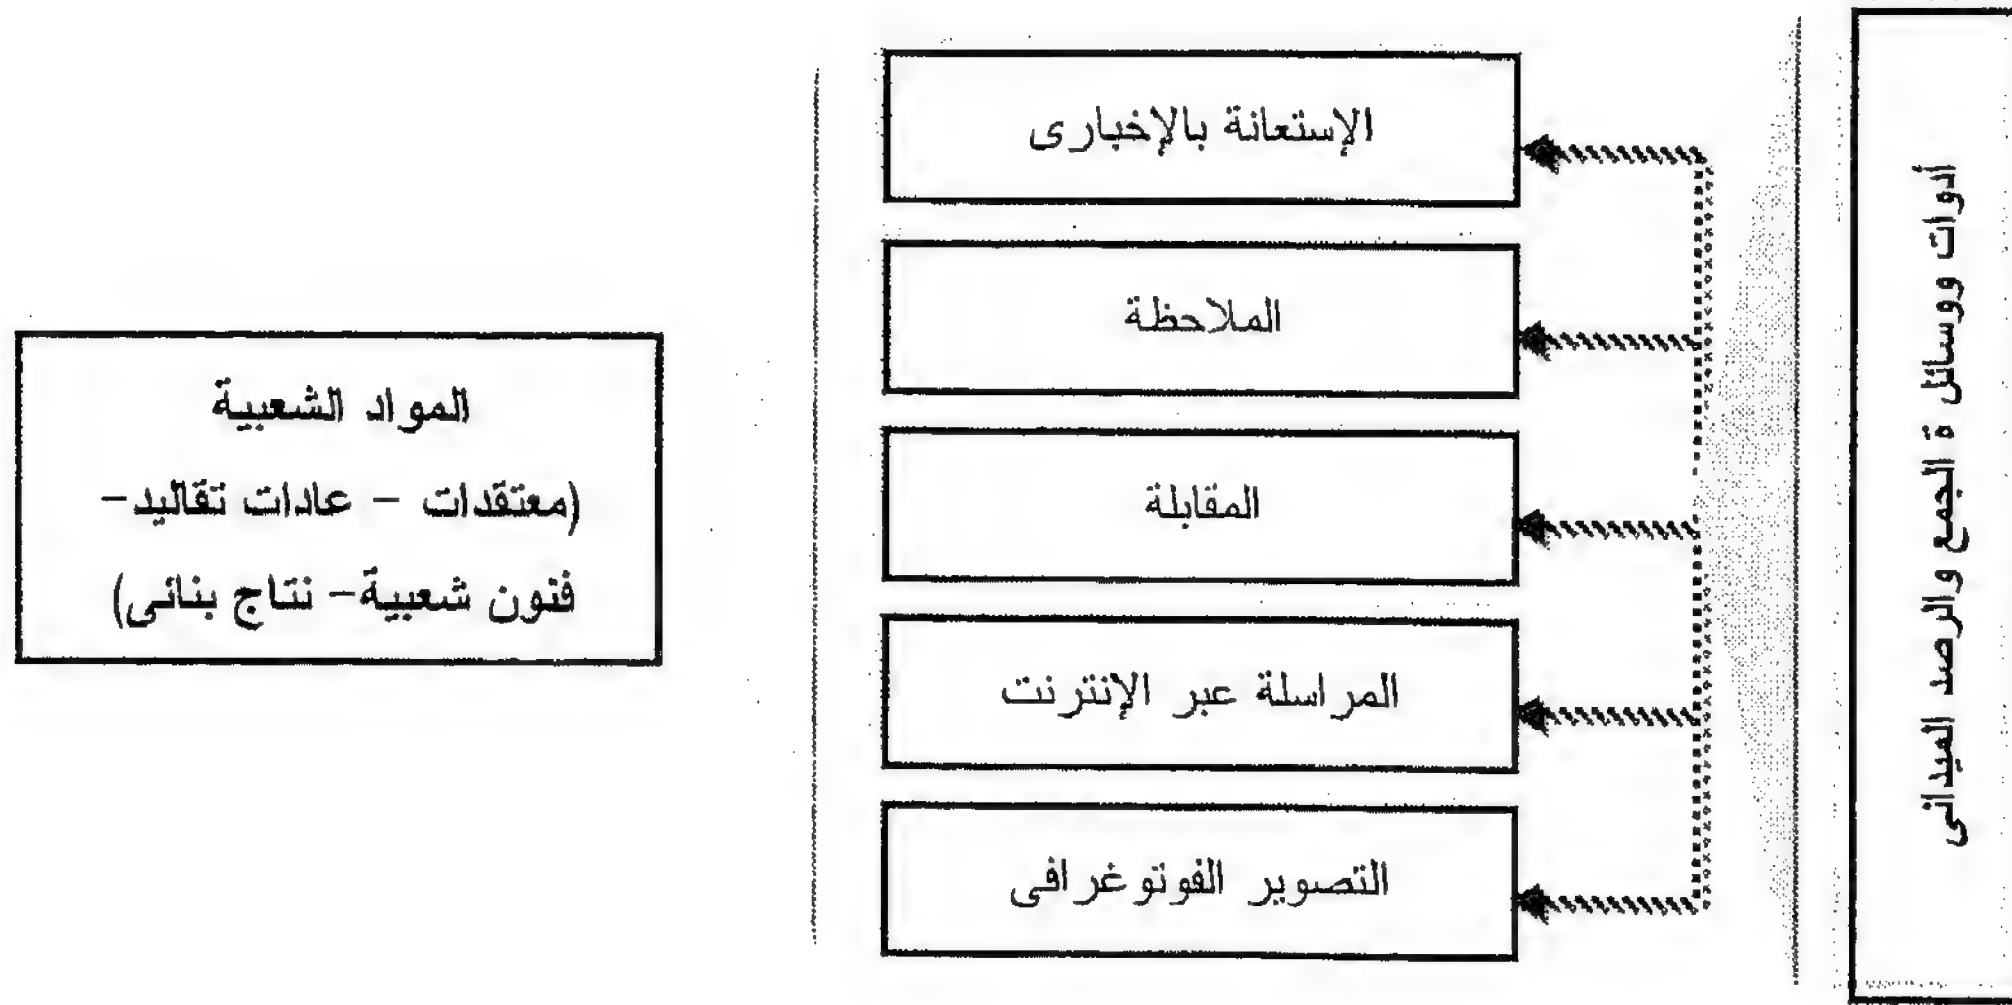 أدوات ووسائل ة الجمع والرصد الميدانى
الإستعانة بالإخبارى
الملاحظة
المقابلة
المراسلة عبر الإنترنت
التصوير الفوتوغرافى
المواد الشعبية
(معتقدات – عادات تقاليد–
فنون شعبية– نتاج بنائى)